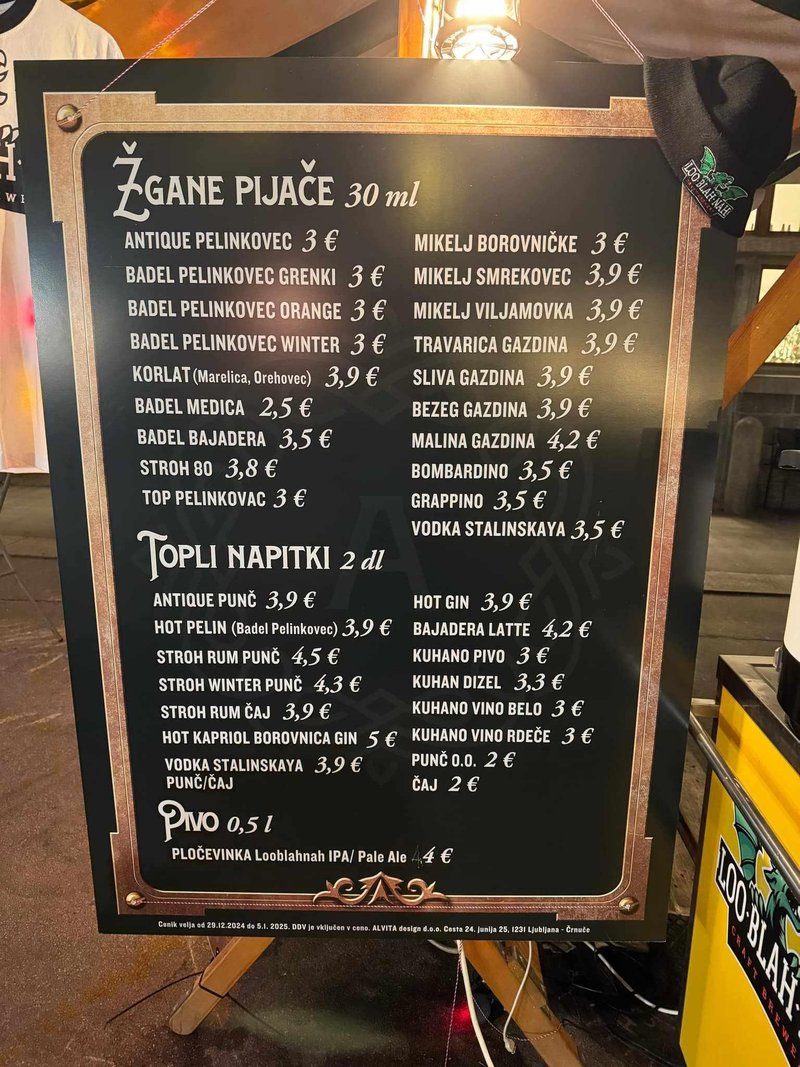 ŽGANE PIJAČE 30 ml
ANTIQUE PELINKOVEC 3 €
BADEL PELINKOVEC GRENKI 3 €
BADEL PELINKOVEC ORANGE 3 €
BADEL PELINKOVEC WINTER 3 €
KORLAT (Marelica, Orehovec) 3,9 €
BADEL MEDICA 2,5 €
BADEL BAJADERA 3,5 €
STROH 80 3,8 €
TOP PELINKOVAC 3 €
MIKELJ BOROVNIČKE 3 €
MIKELJ SMREKOVEC 3,9 €
MIKELJ VILJAMOVKA 3,9 €
TRAVARICA GAZDINA 3,9 €
SLIVA GAZDINA 3,9 €
BEZEG GAZDINA 3,9 €
MALINA GAZDINA 4,2 €
BOMBARDINO 3,5 €
GRAPPINO 3,5 €
VODKA STALINSKAYA 3,5 €
TOPLI NAPITKI 2 dl
ANTIQUE PUNČ 3,9 €
HOT PELIN (Badel Pelinkovec) 3,9 €
STROH RUM PUNČ 4,5 €
STROH WINTER PUNČ 4,3 €
STROH RUM ČAJ 3,9 €
HOT KAPRIOL BOROVNICA GIN 5 €
VODKA STALINSKAYA 3,9 €
PUNČ/ČAJ
HOT GIN 3,9 €
BAJADERA LATTE 4,2 €
KUHANO PIVO 3 €
KUHAN DIZEL 3,3 €
KUHANO VINO BELO 3 €
KUHANO VINO RDEČE 3 €
PUNČ 0.0. 2 €
ČAJ 2 €
PIVO 0,5 l
PLOČEVINKA Looblahnah IPA/ Pale Ale 4 €
Cenik velja od 29.12.2024 do 5.1. 2025. DDV je vključen v ceno. ALVITA design d.o.o. Cesta 24. junija 25, 1231 Ljubljana - Črnuče
LOO·BLAH·NAH
LOO·BLAH·
CRAFT BREWE